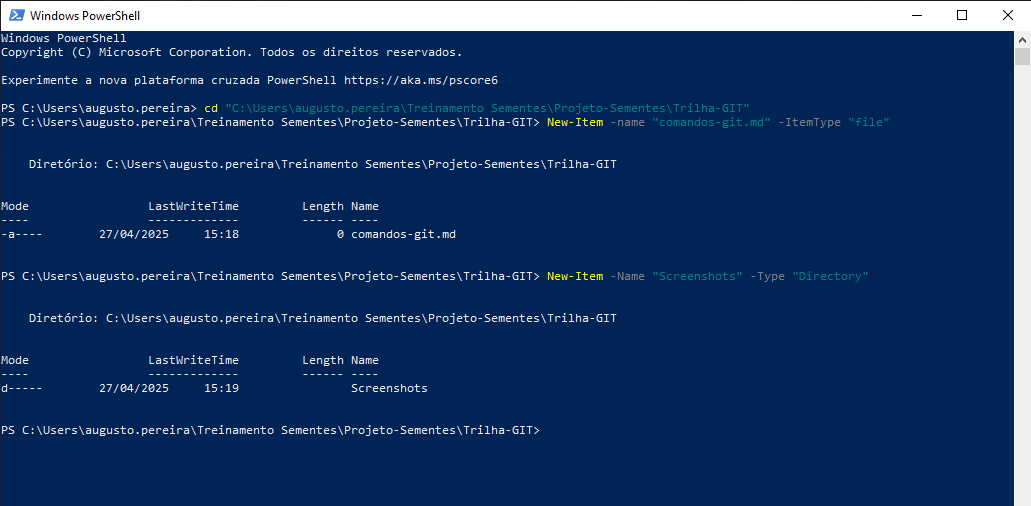 Windows PowerShell
Windows PowerShell
Copyright (C) Microsoft Corporation. Todos os direitos reservados.
Experimente a nova plataforma cruzada PowerShell https://aka.ms/pscore6
PS C:\Users\augusto.pereira> cd "C:\Users\augusto.pereira\Treinamento Sementes\Projeto-Sementes\Trilha-GIT"
PS C:\Users\augusto.pereira\Treinamento Sementes\Projeto-Sementes\Trilha-GIT> New-Item -name "comandos-git.md" -ItemType "file"
Diretório: C:\Users\augusto.pereira\Treinamento Sementes\Projeto-Sementes\Trilha-GIT
Mode                 LastWriteTime         Length Name
----                 -------------         ------ ----
-a----        27/04/2025     15:18              0 comandos-git.md
PS C:\Users\augusto.pereira\Treinamento Sementes\Projeto-Sementes\Trilha-GIT> New-Item -Name "Screenshots" -Type "Directory"
Diretório: C:\Users\augusto.pereira\Treinamento Sementes\Projeto-Sementes\Trilha-GIT
Mode                 LastWriteTime         Length Name
----                 -------------         ------ ----
d-----        27/04/2025     15:19                Screenshots
PS C:\Users\augusto.pereira\Treinamento Sementes\Projeto-Sementes\Trilha-GIT>